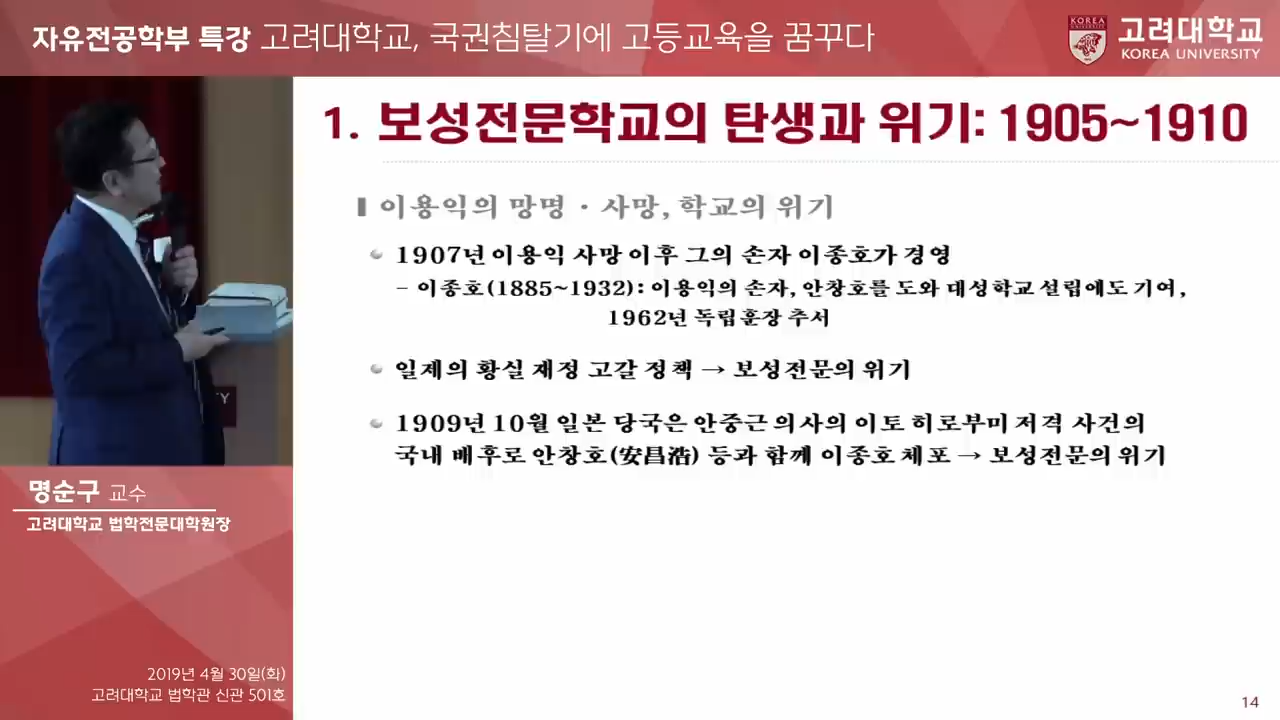 자유전공학부 특강 고려대학교, 국권침탈기에 고등교육을 꿈꾸다
KOREA
UNIVERSITY
고려대학교
KOREA UNIVERSITY
1. 보성전문학교의 탄생과 위기: 1905~1910
이용익의 망명 · 사망, 학교의 위기
1907년 이용익 사망 이후 그의 손자 이종호가 경영
– 이종호(1885~1932): 이용익의 손자, 안창호를 도와 대성학교 설립에도 기여,
1962년 독립훈장 추서
일제의 황실 재정 고갈 정책 → 보성전문의 위기
1909년 10월 일본 당국은 안중근 의사의 이토 히로부미 저격 사건의
국내 배후로 안창호(安昌浩) 등과 함께 이종호 체포 → 보성전문의 위기
명순구 교수
고려대학교 법학전문대학원장
2019년 4월 30일(화)
고려대학교 법학관 신관 501호
14